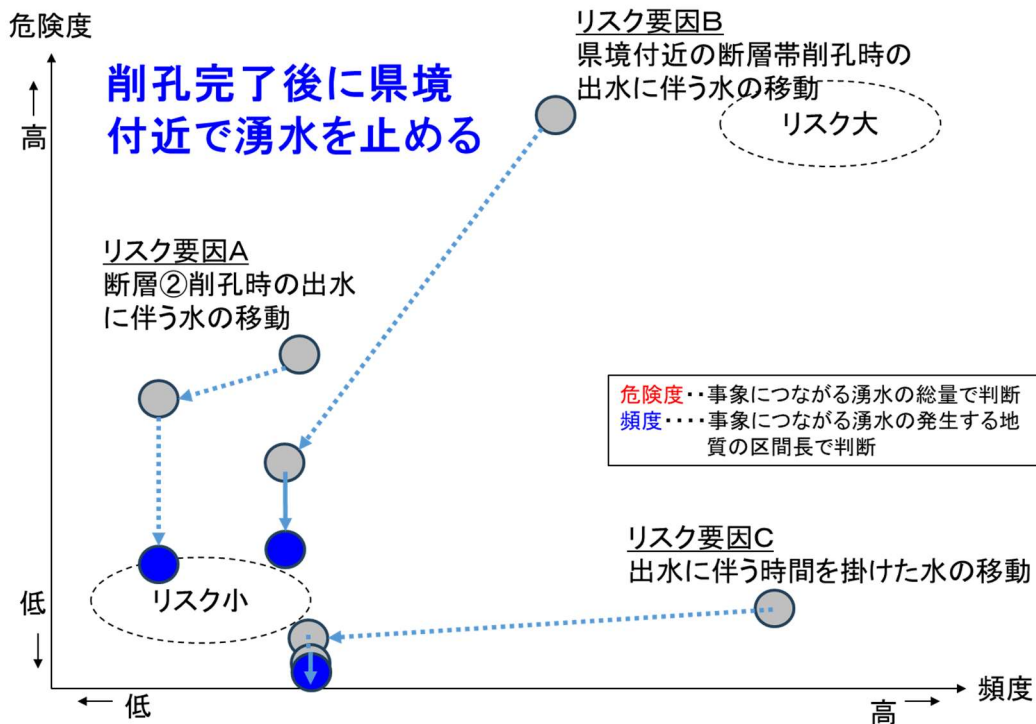 危険度
高
削孔完了後に県境
付近で湧水を止める
リスク要因B
県境付近の断層帯削孔時の
出水に伴う水の移動
リスク大
リスク要因A
断層②削孔時の出水
に伴う水の移動
危険度‥事象につながる湧水の総量で判断
頻度‥‥事象につながる湧水の発生する地
質の区間長で判断
リスク要因C
出水に伴う時間を掛けた水の移動
リスク小
低
低
高
頻度